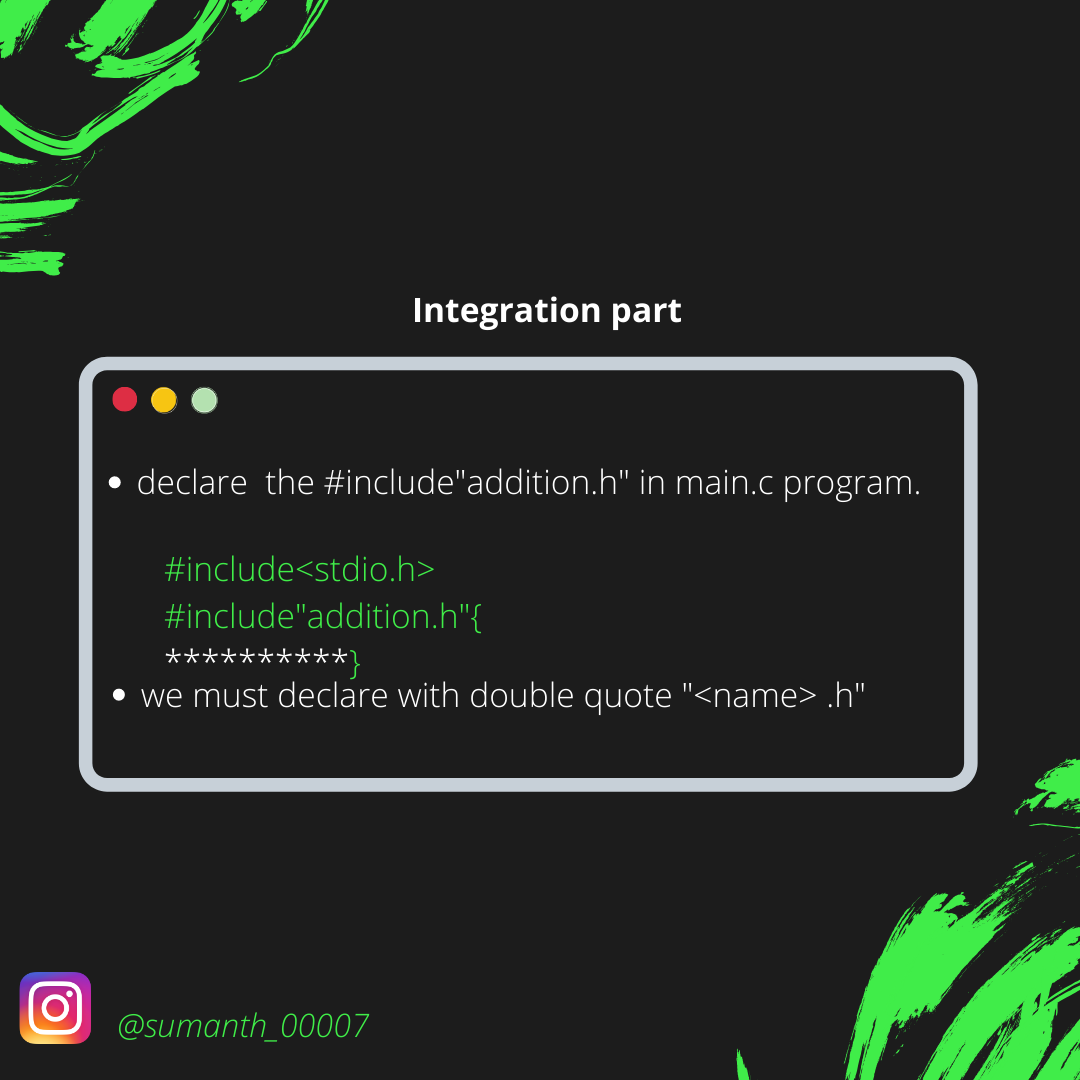 Integration part
• declare  the #include"addition.h" in main.c program.
#include<stdio.h>
#include"addition.h"{
**********}
• we must declare with double quote "<name> .h"
@sumanth_00007